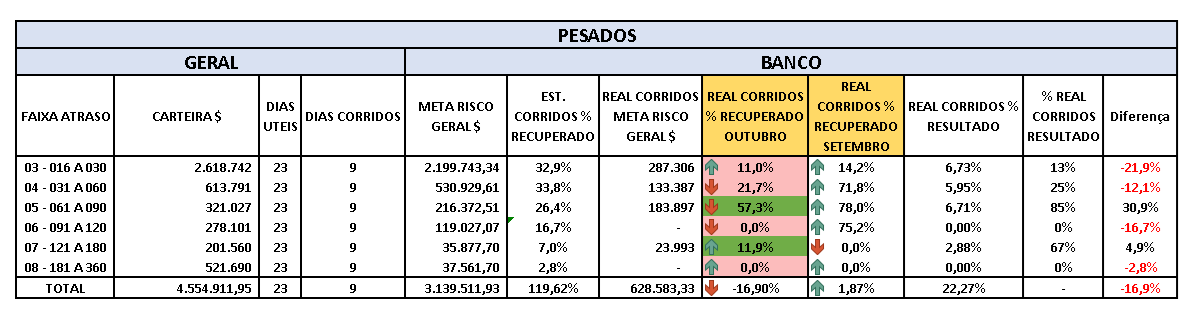 PESADOS
GERAL BANCO
FAIXA ATRASO CARTEIRA $ DIAS UTEIS DIAS CORRIDOS META RISCO GERAL $ EST. CORRIDOS % RECUPERADO REAL CORRIDOS META RISCO GERAL $ REAL CORRIDOS % RECUPERADO OUTUBRO REAL CORRIDOS % RECUPERADO SETEMBRO REAL CORRIDOS % RESULTADO % REAL CORRIDOS RESULTADO Diferença
03 - 016 A 030 2.618.742 23 9 2.199.743,34 32,9% 287.306 11,0% 14,2% 6,73% 13% -21,9%
04 - 031 A 060 613.791 23 9 530.929,61 33,8% 133.387 21,7% 71,8% 5,95% 25% -12,1%
05 - 061 A 090 321.027 23 9 216.372,51 26,4% 183.897 57,3% 78,0% 6,71% 85% 30,9%
06 - 091 A 120 278.101 23 9 119.027,07 16,7% - 0,0% 75,2% 0,00% 0% -16,7%
07 - 121 A 180 201.560 23 9 35.877,70 7,0% 23.993 11,9% 0,0% 2,88% 67% 4,9%
08 - 181 A 360 521.690 23 9 37.561,70 2,8% - 0,0% 0,0% 0,00% 0% -2,8%
TOTAL 4.554.911,95 23 9 3.139.511,93 119,62% 628.583,33 -16,90% 1,87% 22,27% - -16,9%